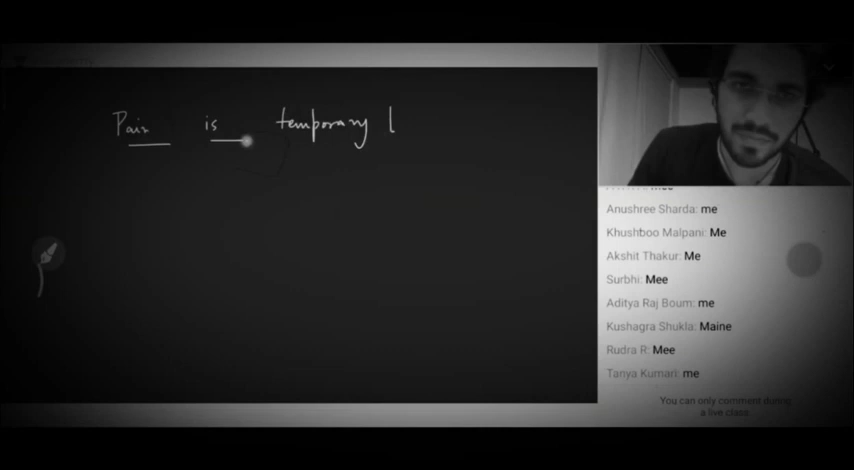 Pain is temporary |
Anushree Sharda: me
Khushboo Malpani: Me
Akshit Thakur: Me
Surbhi: Mee
Aditya Raj Boum: me
Kushagra Shukla: Maine
Rudra R: Mee
Tanya Kumari: me
You can only comment during
a live class.